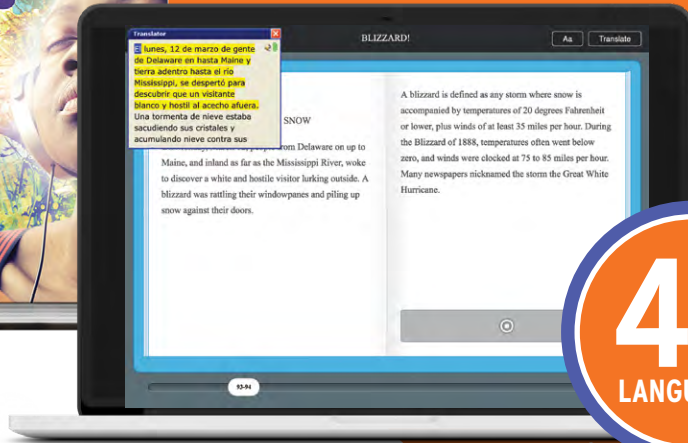 Translator
El lunes, 12 de marzo de gente
de Delaware en hasta Maine y
tierra adentro hasta el río
Mississippi, se despertó para
descubrir que un visitante
blanco y hostil al acecho afuera.
Una tormenta de nieve estaba
sacudiendo sus cristales y
acumulando nieve contra sus
BLIZZARD!
Aa
Translate
SNOW
from Delaware on up to
Maine, and inland as far as the Mississippi River, woke
to discover a white and hostile visitor lurking outside. A
blizzard was rattling their windowpanes and piling up
snow against their doors.
A blizzard is defined as any storm where snow is
accompanied by temperatures of 20 degrees Fahrenheit
or lower, plus winds of at least 35 miles per hour. During
the Blizzard of 1888, temperatures often went below
zero, and winds were clocked at 75 to 85 miles per hour.
Many newspapers nicknamed the storm the Great White
Hurricane.
93-94
4
LANGU